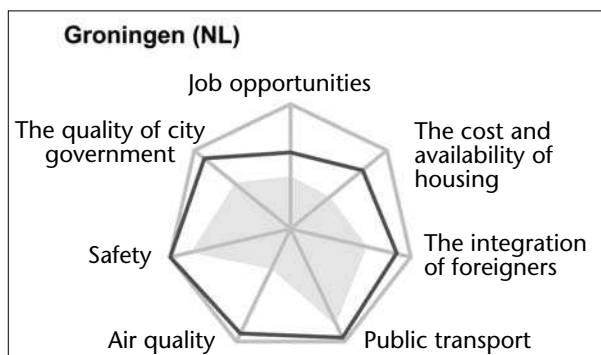 Groningen (NL)
Job opportunities
The quality of city
government
The cost and
availability of
housing
Safety
The integration
of foreigners
Air quality
Public transport